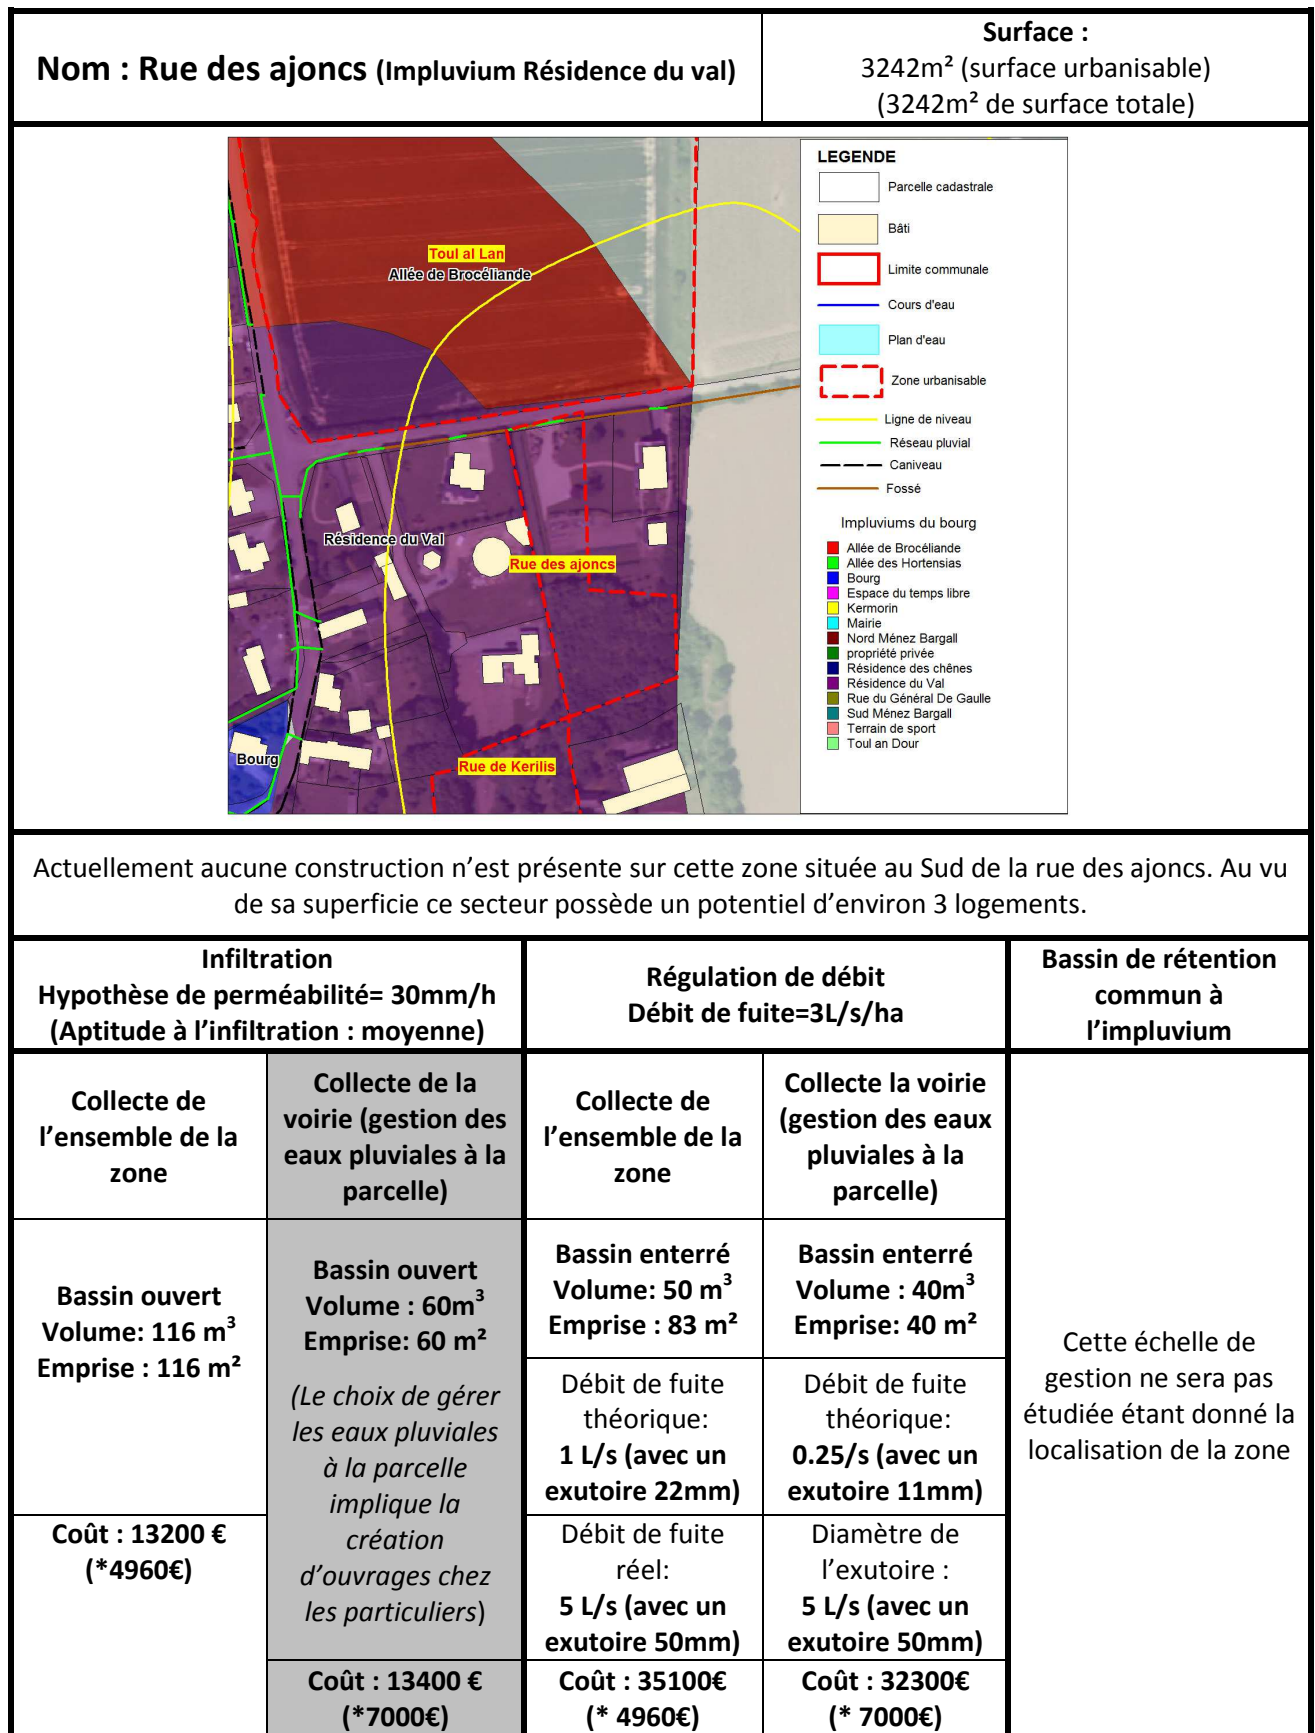 Nom : Rue des ajoncs (Impluvium Résidence du val)
Surface :
3242m² (surface urbanisable)
(3242m² de surface totale)
Toul al Lan
Allée de Brocéliande
Résidence du Val
Rue des ajoncs
Bourg
Rue de Kerilis
LEGENDE
Parcelle cadastrale
Bâti
Limite communale
Cours d'eau
Plan d'eau
Zone urbanisable
Ligne de niveau
Réseau pluvial
Caniveau
Fossé
Impluviums du bourg
Allée de Brocéliande
Allée des Hortensias
Bourg
Espace du temps libre
Kermorin
Mairie
Nord Ménez Bargall
propriété privée
Résidence des chênes
Résidence du Val
Rue du Général De Gaulle
Sud Ménez Bargall
Terrain de sport
Toul an Dour
Actuellement aucune construction n’est présente sur cette zone située au Sud de la rue des ajoncs. Au vu
de sa superficie ce secteur possède un potentiel d’environ 3 logements.
Infiltration
Hypothèse de perméabilité= 30mm/h
(Aptitude à l’infiltration : moyenne)
Régulation de débit
Débit de fuite=3L/s/ha
Bassin de rétention
commun à
l’impluvium
Collecte de
l’ensemble de la
zone
Collecte de la
voirie (gestion des
eaux pluviales à la
parcelle)
Collecte de
l’ensemble de la
zone
Collecte la voirie
(gestion des eaux
pluviales à la
parcelle)
Bassin ouvert
Volume: 116 m³
Emprise : 116 m²
Bassin ouvert
Volume : 60m³
Emprise: 60 m²
(Le choix de gérer
les eaux pluviales
à la parcelle
implique la
création
d’ouvrages chez
les particuliers)
Bassin enterré
Volume: 50 m³
Emprise : 83 m²
Bassin enterré
Volume : 40m³
Emprise: 40 m²
Cette échelle de
gestion ne sera pas
étudiée étant donné la
localisation de la zone
Débit de fuite
théorique:
1 L/s (avec un
exutoire 22mm)
Débit de fuite
théorique:
0.25/s (avec un
exutoire 11mm)
Coût : 13200 €
(*4960€)
Débit de fuite
réel:
5 L/s (avec un
exutoire 50mm)
Diamètre de
l’exutoire :
5 L/s (avec un
exutoire 50mm)
Coût : 13400 €
(*7000€)
Coût : 35100€
(* 4960€)
Coût : 32300€
(* 7000€)